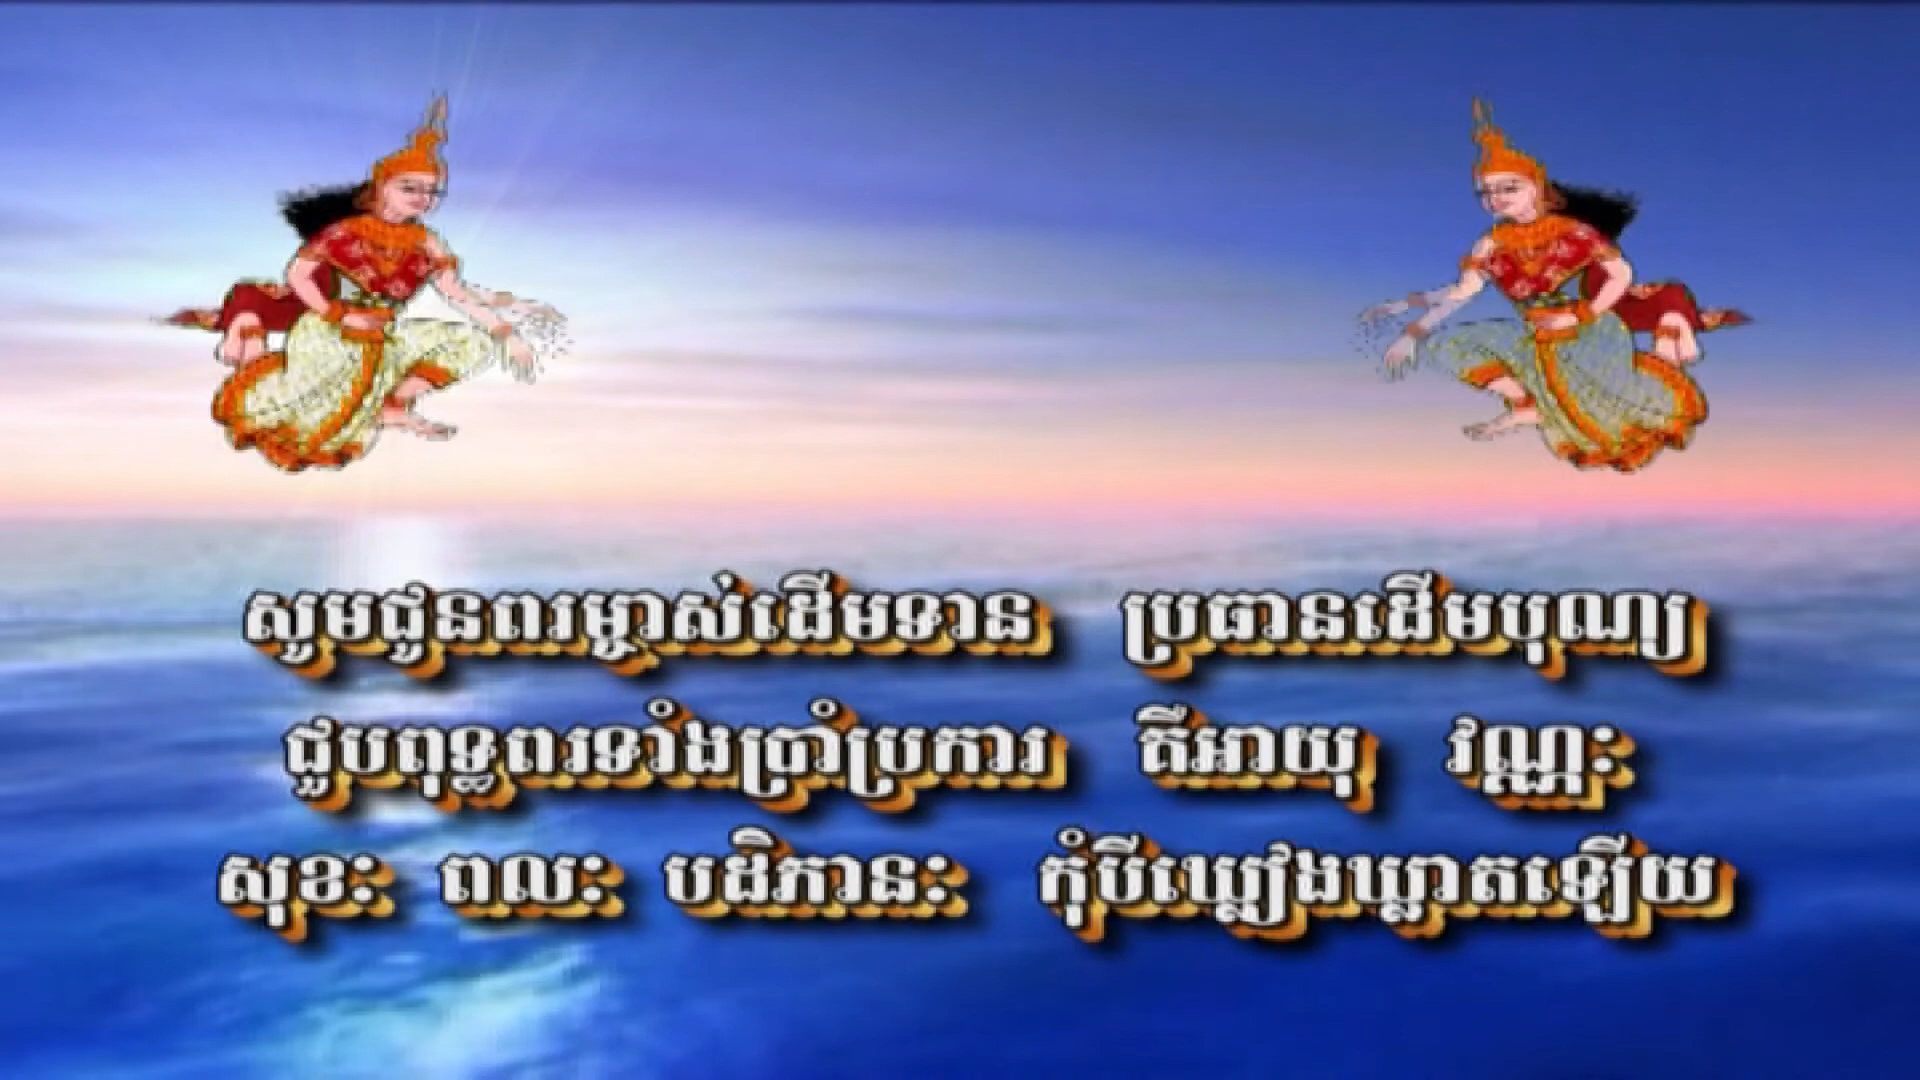 សូមជូនពរម្ចាស់ដើមទាន ប្រធានដើមបុណ្យ
ជួបពុទ្ធពរទាំងប្រាំប្រការ គឺអាយុ វណ្ណៈ
សុខៈ ពលៈ បដិភានៈ កុំបីឃ្លៀងឃ្លាតឡើយ